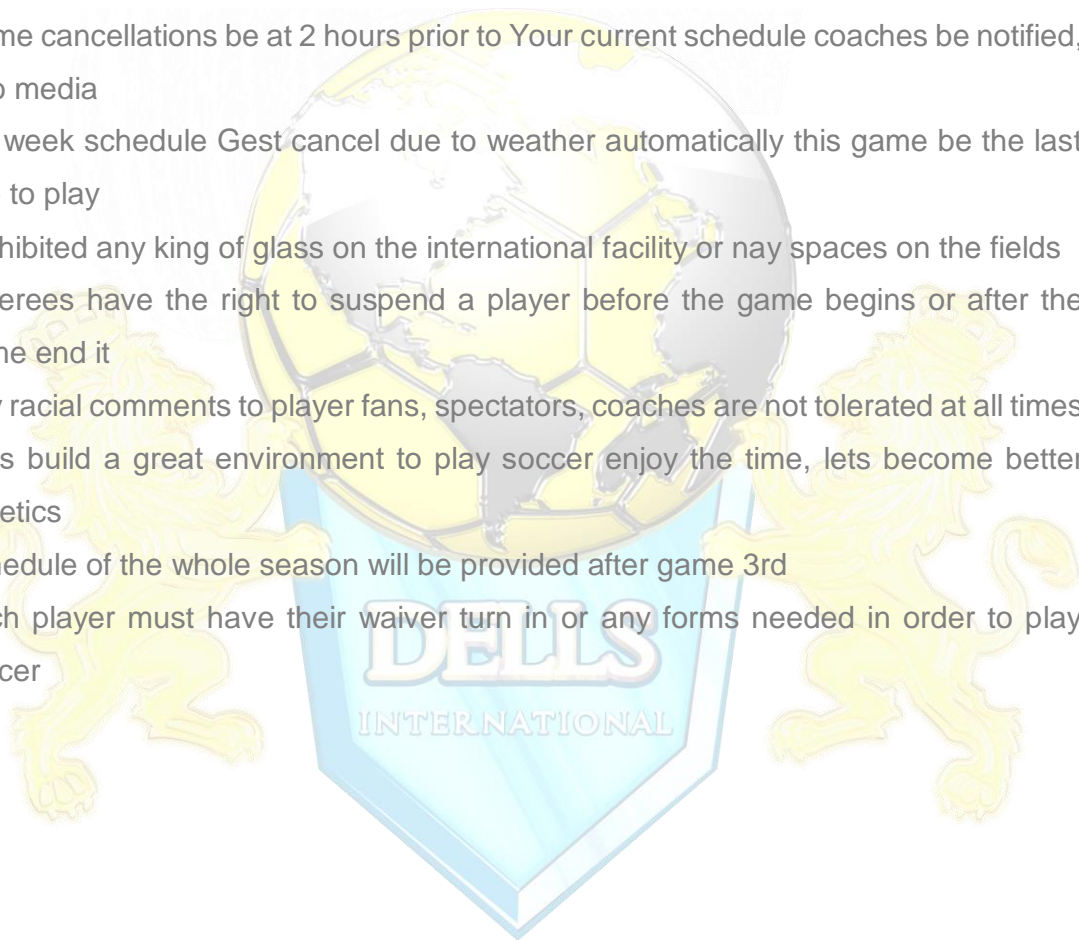 me cancellations be at 2 hours prior to Your current schedule coaches be notified,
o media
week schedule Gest cancel due to weather automatically this game be the last
to play
hibited any king of glass on the international facility or nay spaces on the fields
erees have the right to suspend a player before the game begins or after the
me end it
y racial comments to player fans, spectators, coaches are not tolerated at all times
s build a great environment to play soccer enjoy the time, lets become better
etics
hedule of the whole season will be provided after game 3rd
ch player must have their waiver turn in or any forms needed in order to play
cer
DELLS
INTERNATIONAL